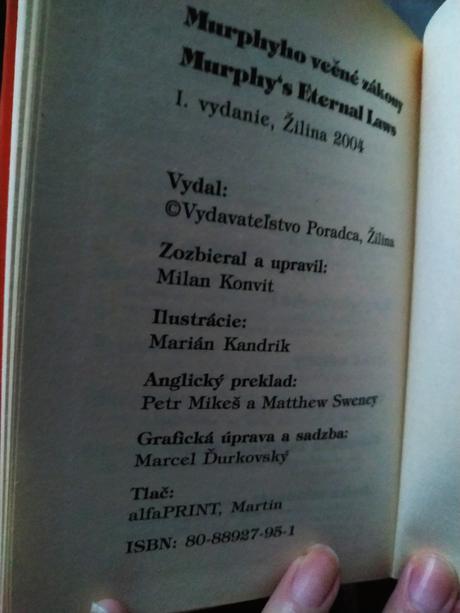 Murphyho večné zákony
Murphy's Eternal Laws
I. vydanie, Žilina 2004
Vydal:
©Vydavateľstvo Poradca, Žilina
Zozbieral a upravil:
Milan Konvit
Ilustrácie:
Marián Kandrik
Anglický preklad:
Petr Mikeš a Matthew Sweney
Grafická úprava a sadzba:
Marcel Ďurkovský
Tlač:
alfaPRINT, Martin
ISBN: 80-88927-95-1